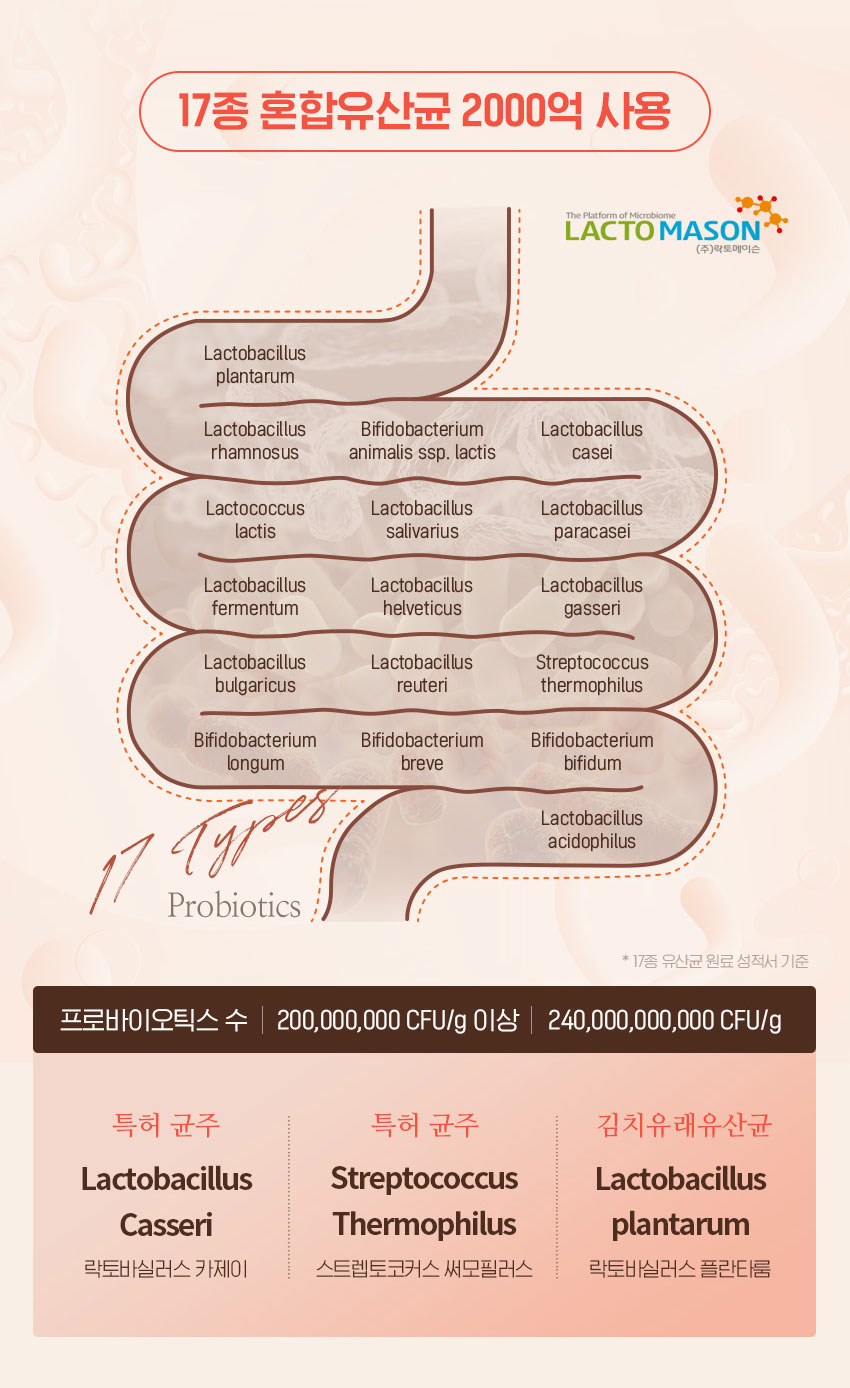 17종 혼합유산균 2000억 사용
The Platform of Microbiome
LACTO MASON
(주)락토메이슨
Lactobacillus
plantarum
Lactobacillus Bifidobacterium Lactobacillus
rhamnosus animalis ssp. lactis casei
Lactococcus Lactobacillus Lactobacillus
lactis salivarius paracasei
Lactobacillus Lactobacillus Lactobacillus
fermentum helveticus gasseri
Lactobacillus Lactobacillus Streptococcus
bulgaricus reuteri thermophilus
Bifidobacterium Bifidobacterium Bifidobacterium
longum breve bifidum
Lactobacillus
acidophilus
17 Types
Probiotics
* 17종 유산균 원료 성적서 기준
프로바이오틱스 수 200,000,000 CFU/g 이상 240,000,000,000 CFU/g
특허 균주 특허 균주 김치유래유산균
Lactobacillus Streptococcus Lactobacillus
Casseri Thermophilus plantarum
락토바실러스 카제이 스트렙토코커스 써모필러스 락토바실러스 플란타룸